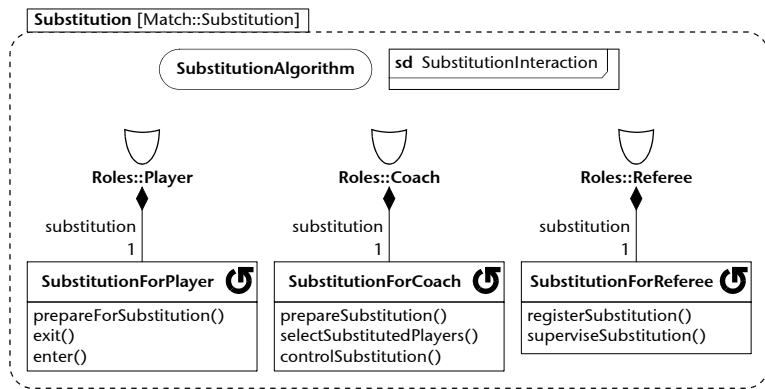 Substitution [Match::Substitution]
SubstitutionAlgorithm
sd SubstitutionInteraction
Roles::Player
Roles::Coach
Roles::Referee
substitution
1
substitution
1
substitution
1
SubstitutionForPlayer
prepareForSubstitution()
exit()
enter()
SubstitutionForCoach
prepareSubstitution()
selectSubstitutedPlayers()
controlSubstitution()
SubstitutionForReferee
registerSubstitution()
superviseSubstitution()